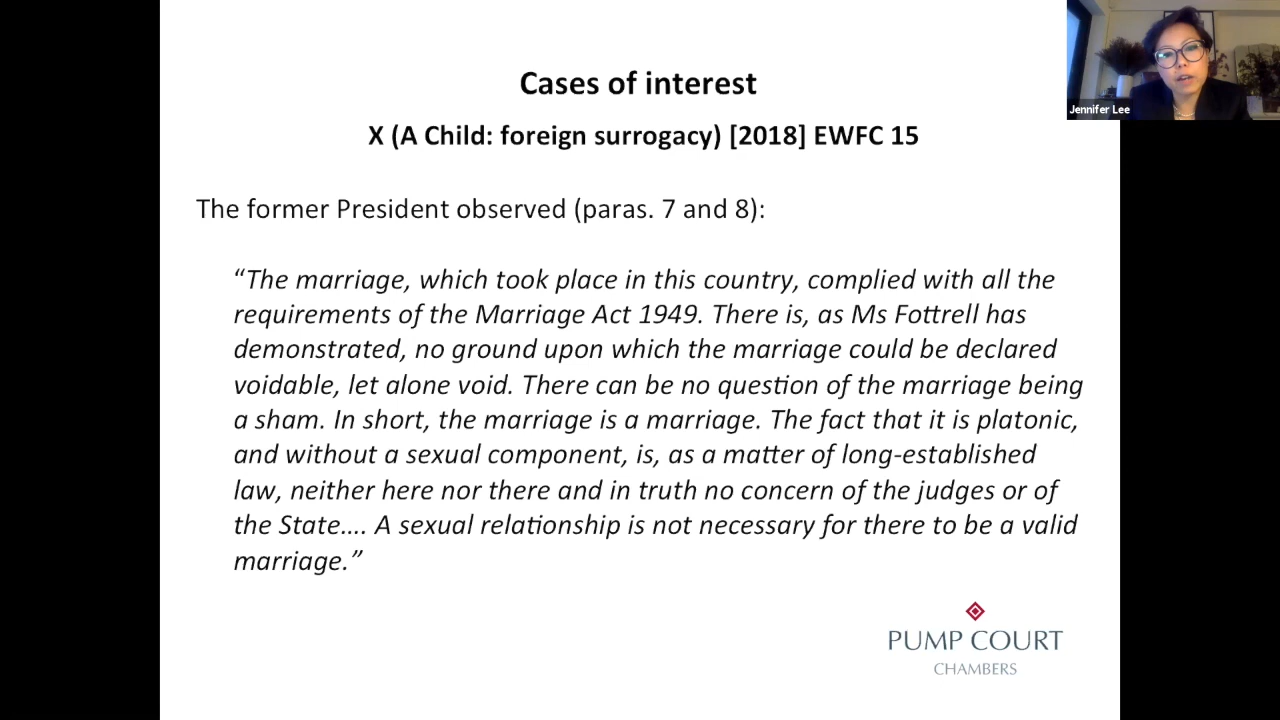 Cases of interest
X (A Child: foreign surrogacy) [2018] EWFC 15
The former President observed (paras. 7 and 8):
“The marriage, which took place in this country, complied with all the
requirements of the Marriage Act 1949. There is, as Ms Fottrell has
demonstrated, no ground upon which the marriage could be declared
voidable, let alone void. There can be no question of the marriage being
a sham. In short, the marriage is a marriage. The fact that it is platonic,
and without a sexual component, is, as a matter of long-established
law, neither here nor there and in truth no concern of the judges or of
the State…. A sexual relationship is not necessary for there to be a valid
marriage.”
PUMP COURT
CHAMBERS
Jennifer Lee